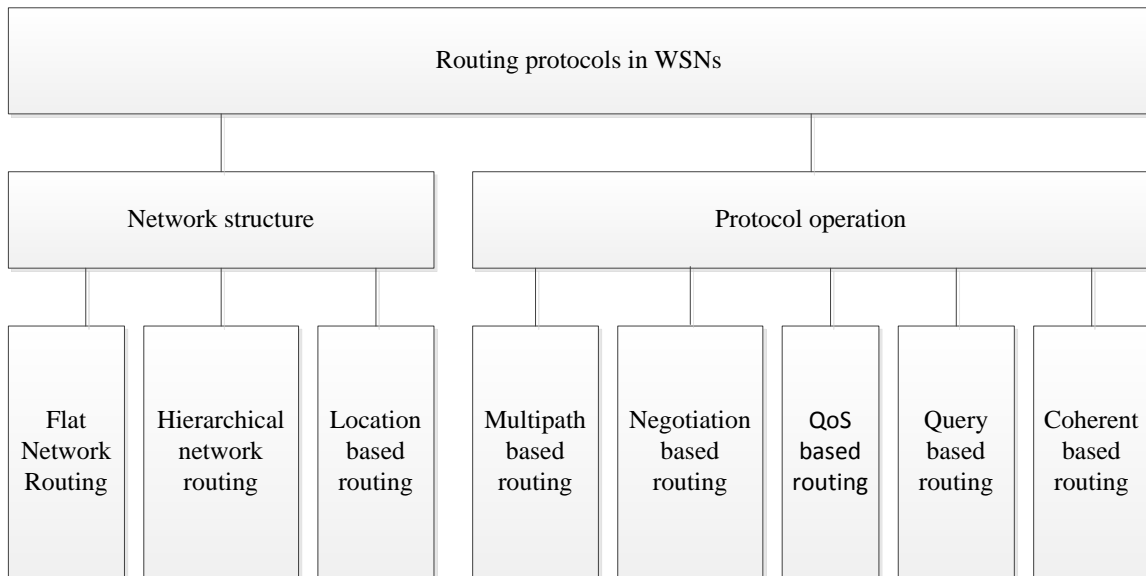 Routing protocols in WSNs
Network structure
Protocol operation
Flat
Network
Routing
Hierarchical
network
routing
Location
based
routing
Multipath
based
routing
Negotiation
based
routing
QoS
based
routing
Query
based
routing
Coherent
based
routing